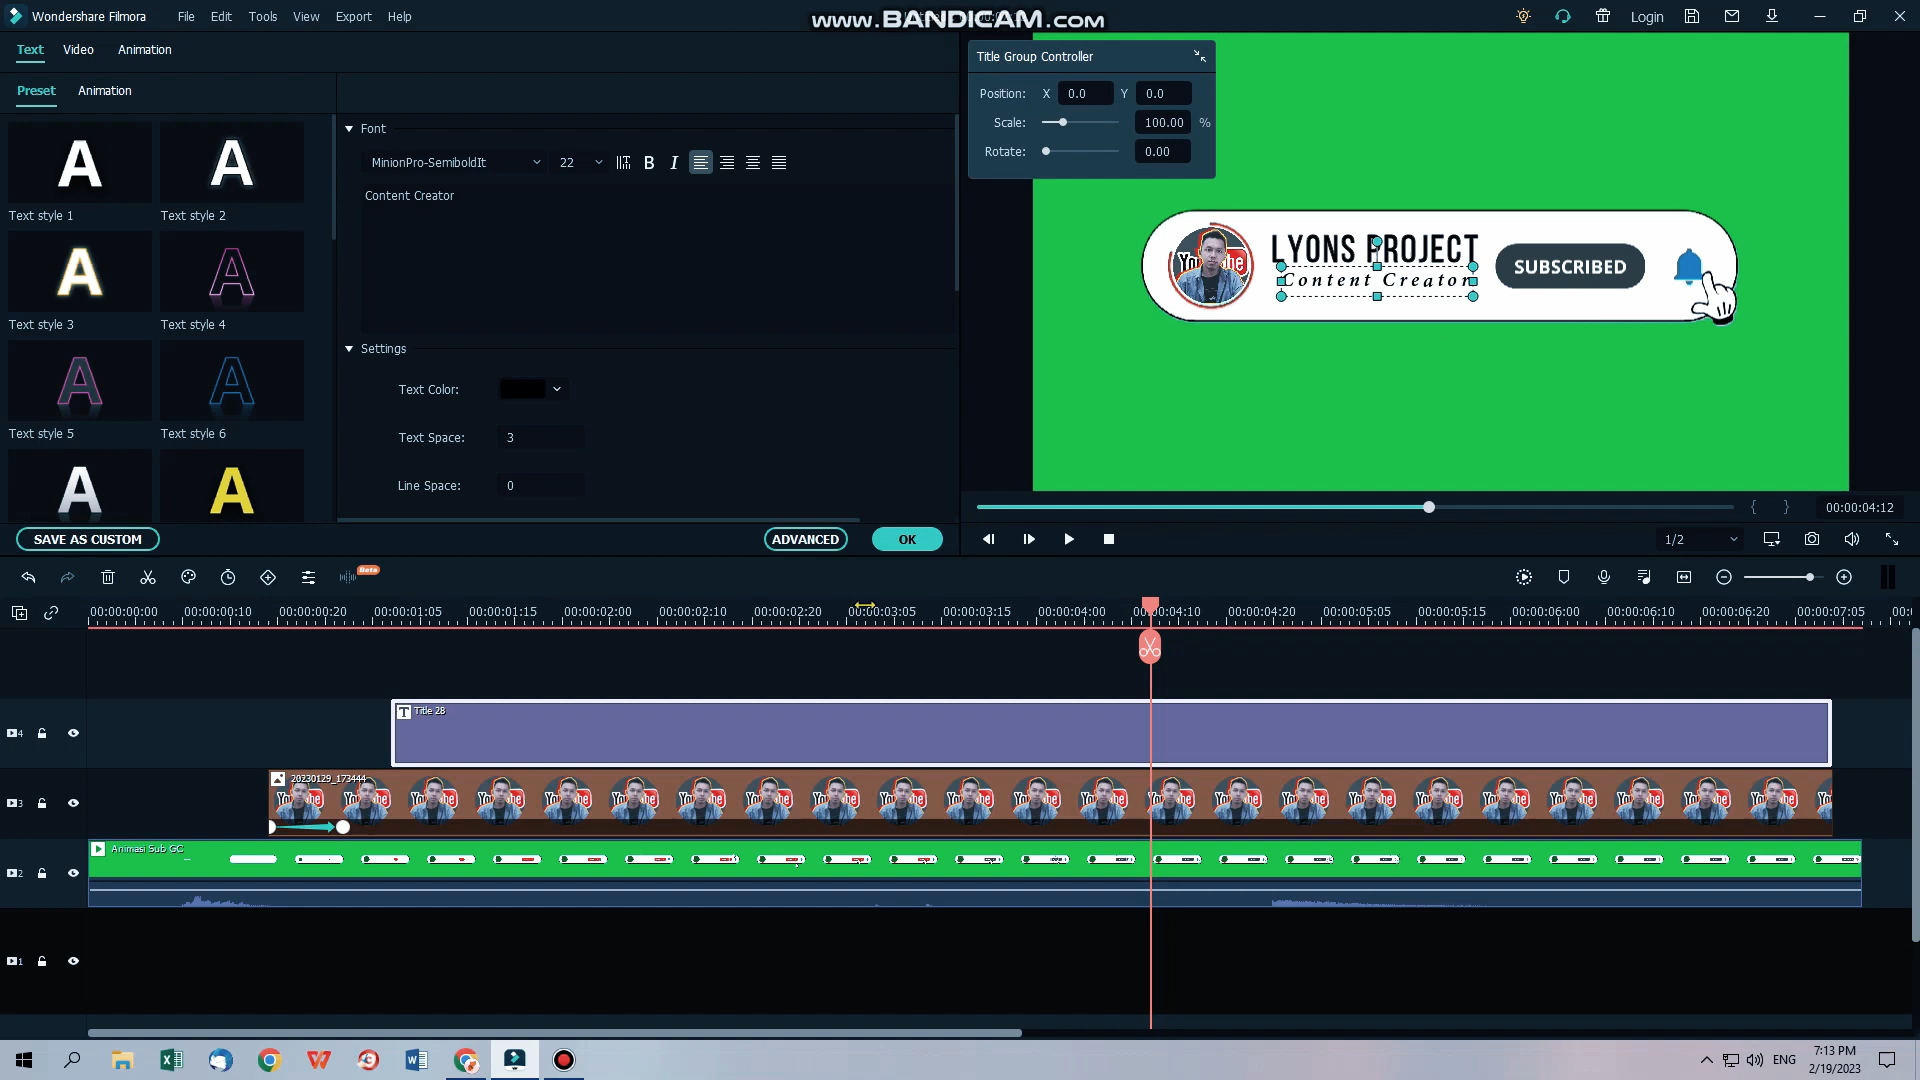 Wondershare Filmora
File Edit Tools View Export Help
www.BANDICAM.com
Login
Text Video Animation
Preset Animation
A A
Text style 1 Text style 2
A A
Text style 3 Text style 4
A A
Text style 5 Text style 6
A A
Font
MinionPro-SemiboldIt 22 B I
Content Creator
Settings
Text Color:
Text Space: 3
Line Space: 0
SAVE AS CUSTOM ADVANCED OK
Title Group Controller
Position: X 0.0 Y 0.0
Scale: 100.00 %
Rotate: 0.00
LYONS PROJECT
Content Creator
SUBSCRIBED
{ } 00:00:04:12
1/2
Beta
00:00:00:00 00:00:00:10 00:00:00:20 00:00:01:05 00:00:01:15 00:00:02:00 00:00:02:10 00:00:02:20 00:00:03:05 00:00:03:15 00:00:04:00 00:00:04:10 00:00:04:20 00:00:05:05 00:00:05:15 00:00:06:00 00:00:06:10 00:00:06:20 00:00:07:05
4 T Title 28
3 20230129_173444
2 Animasi Sub GC
1
ENG 7:13 PM
2/19/2023